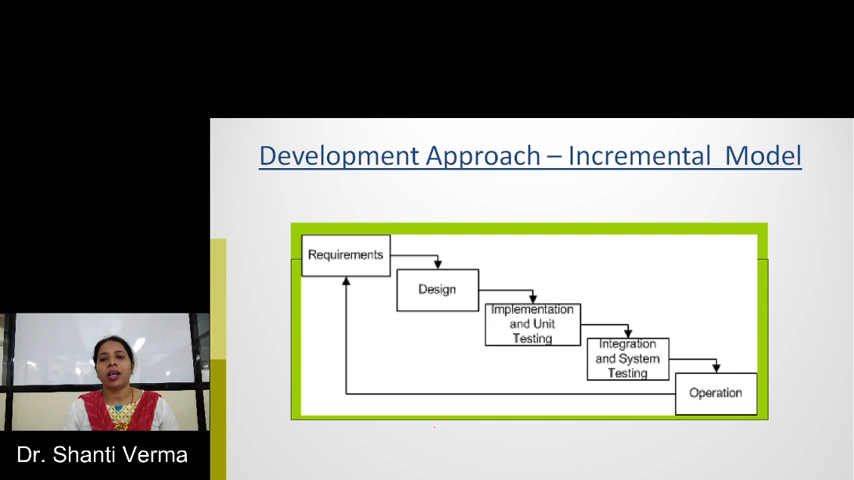 Development Approach – Incremental Model
Requirements
Design
Implementation
and Unit
Testing
Integration
and System
Testing
Operation
Dr. Shanti Verma